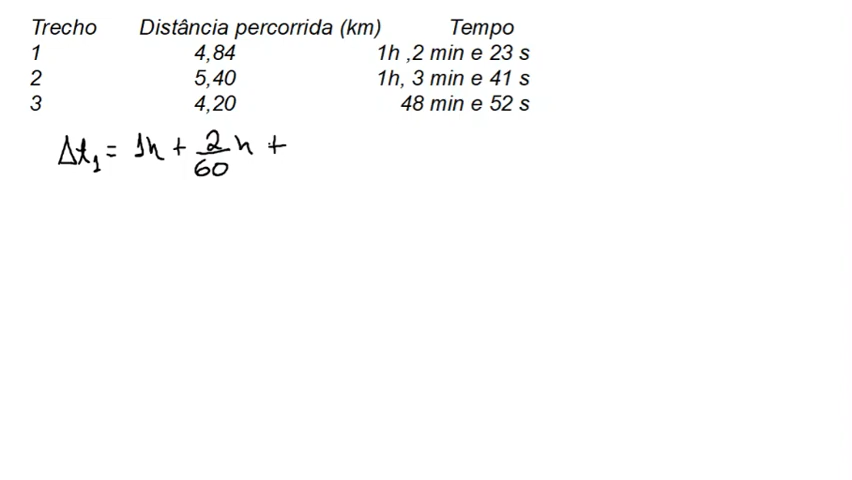 Trecho Distância percorrida (km) Tempo
1 4,84 1h ,2 min e 23 s
2 5,40 1h, 3 min e 41 s
3 4,20 48 min e 52 s
Δt₁ = 1h + 2/60 h +